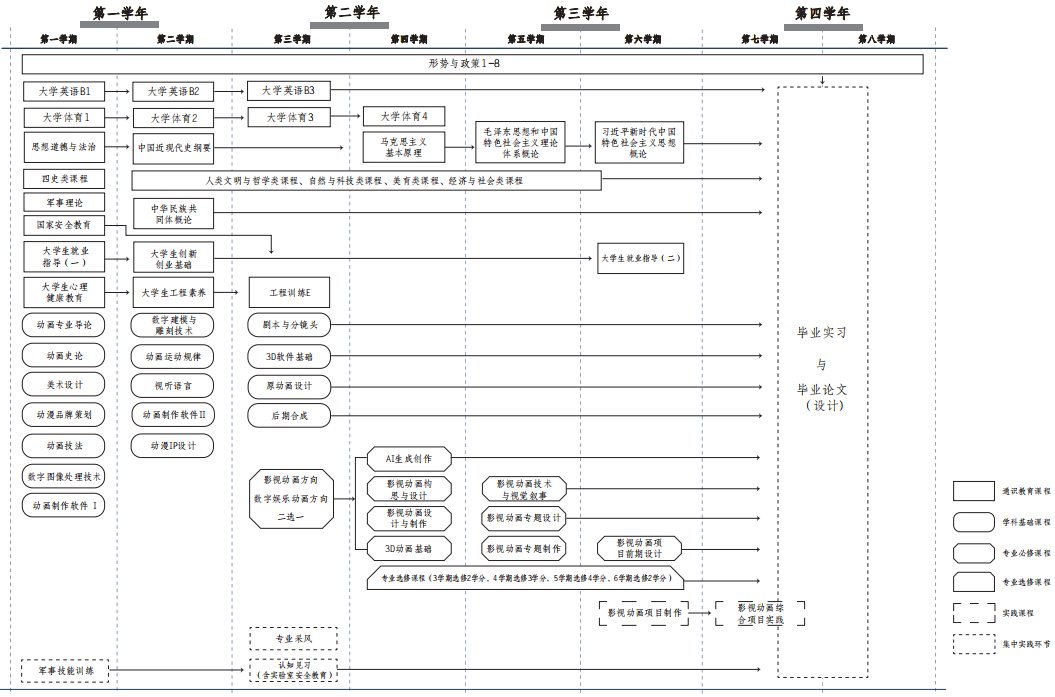 第一学年
第二学年
第三学年
第四学年
第一学期
第二学期
第三学期
第四学期
第五学期
第六学期
第七学期
第八学期
形势与政策1-8
大学英语B1
大学英语B2
大学英语B3
大学体育1
大学体育2
大学体育3
大学体育4
思想道德与法治
中国近现代史纲要
马克思主义
基本原理
毛泽东思想和中国
特色社会主义理论
体系概论
习近平新时代中国
特色社会主义思想
概论
四史类课程
人类文明与哲学类课程、自然与科技类课程、美育类课程、经济与社会类课程
军事理论
中华民族共
同体概论
国家安全教育
大学生就业
指导(一)
大学生创新
创业基础
大学生就业指导(二)
大学生心理
健康教育
大学生工程素养
工程训练E
动画专业导论
数字建模与
雕刻技术
剧本与分镜头
动画史论
动画运动规律
3D软件基础
美术设计
视听语言
原动画设计
动漫品牌策划
动画制作软件II
后期合成
动画技法
动漫IP设计
数字图像处理技术
动画制作软件 I
毕业实习
与
毕业论文
(设计)
影视动画方向
数字娱乐动画方向
二选一
AI生成创作
影视动画构
思与设计
影视动画技术
与视觉叙事
影视动画设
计与制作
影视动画专题设计
3D动画基础
影视动画专题制作
影视动画项
目前期设计
专业选修课程(3学期选修2学分，4学期选修3学分，5学期选修4学分，6学期选修2学分)
影视动画项目制作
影视动画综
合项目实践
专业采风
军事技能训练
认知见习
(含实验室安全教育)
通识教育课程
学科基础课程
专业必修课程
专业选修课程
实践课程
集中实践环节